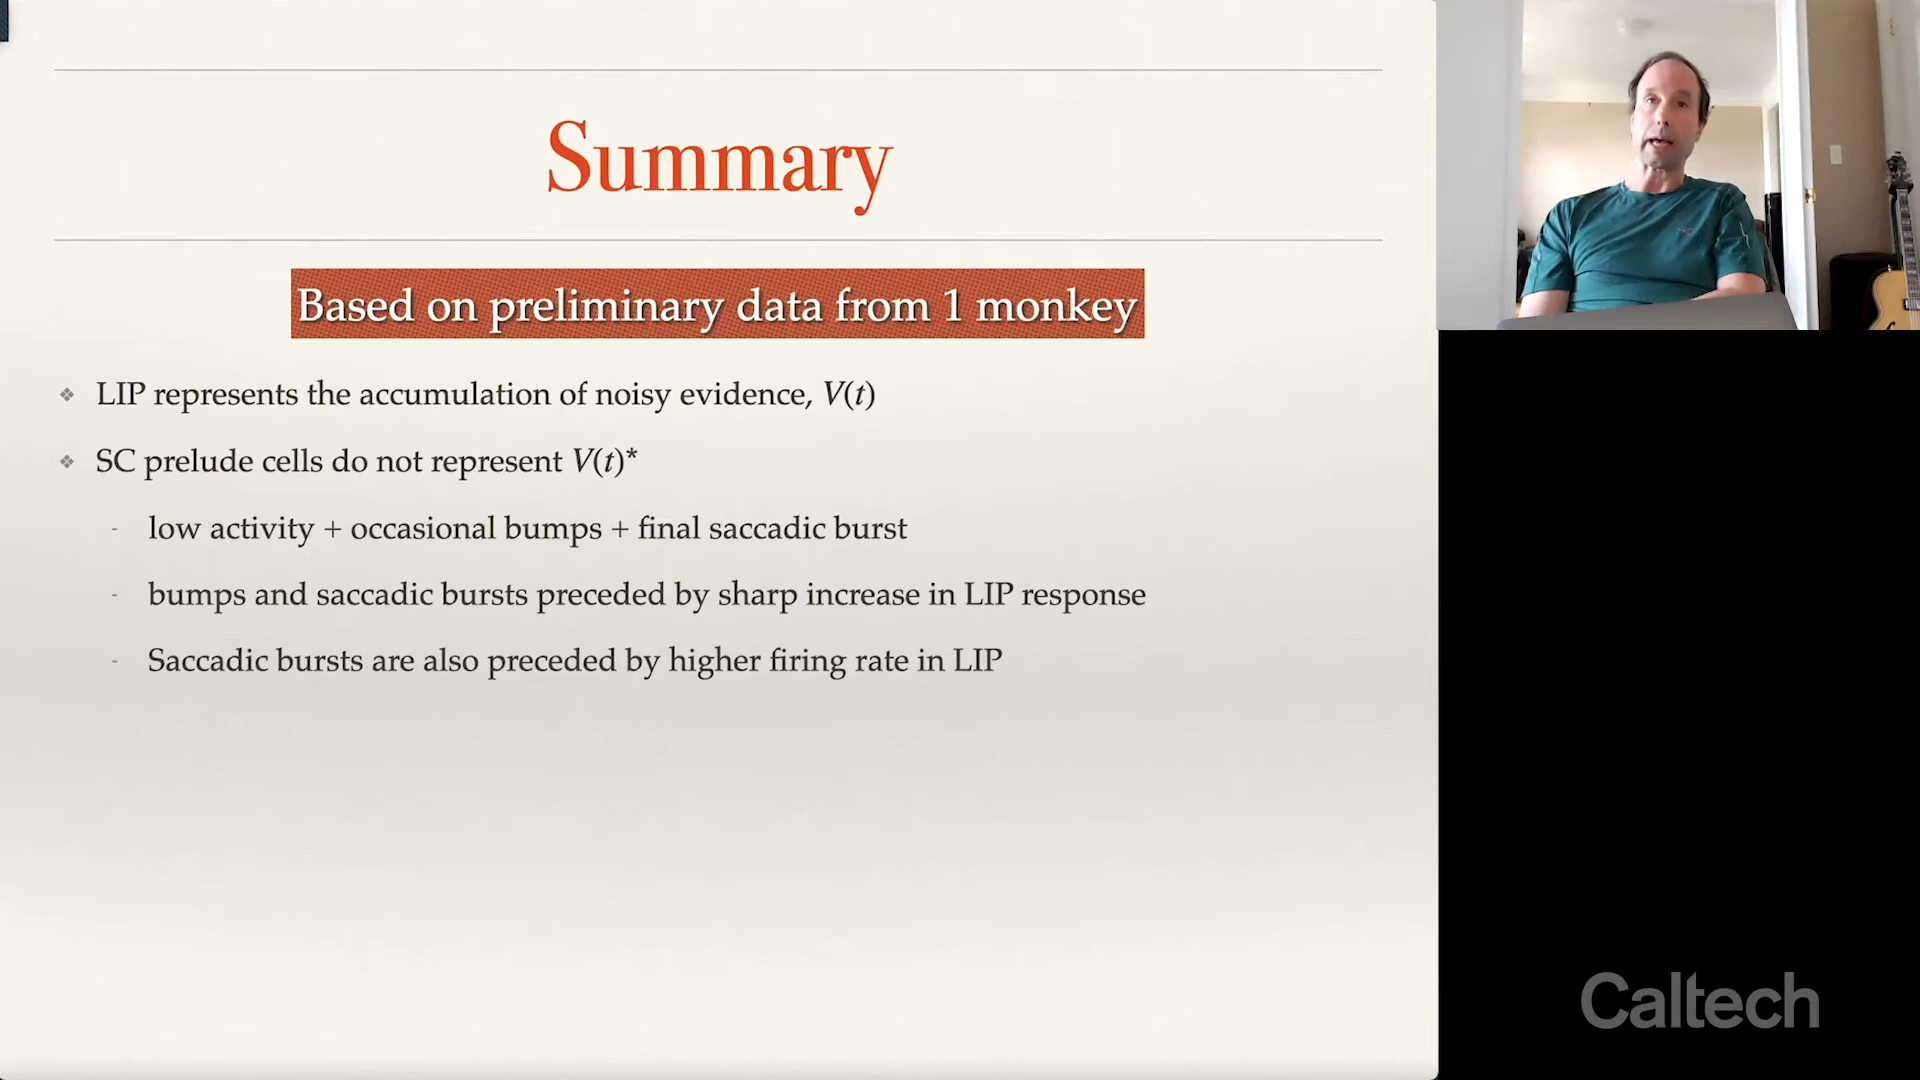 Summary
Based on preliminary data from 1 monkey
❖ LIP represents the accumulation of noisy evidence, V(t)
❖ SC prelude cells do not represent V(t)*
- low activity + occasional bumps + final saccadic burst
- bumps and saccadic bursts preceded by sharp increase in LIP response
- Saccadic bursts are also preceded by higher firing rate in LIP
Caltech